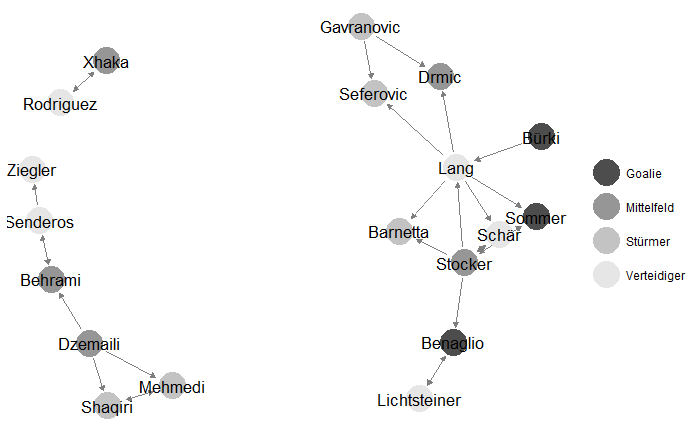 Gavranovic
Xhaka
Drmic
Seferovic
Rodriguez
Bürki
Ziegler
Lang
Goalie
Mittelfeld
Stürmer
Verteidiger
Senderos
Sommer
Barnetta
Schär
Stocker
Behrami
Dzemaili
Benaglio
Mehmedi
Shaqiri
Lichtsteiner